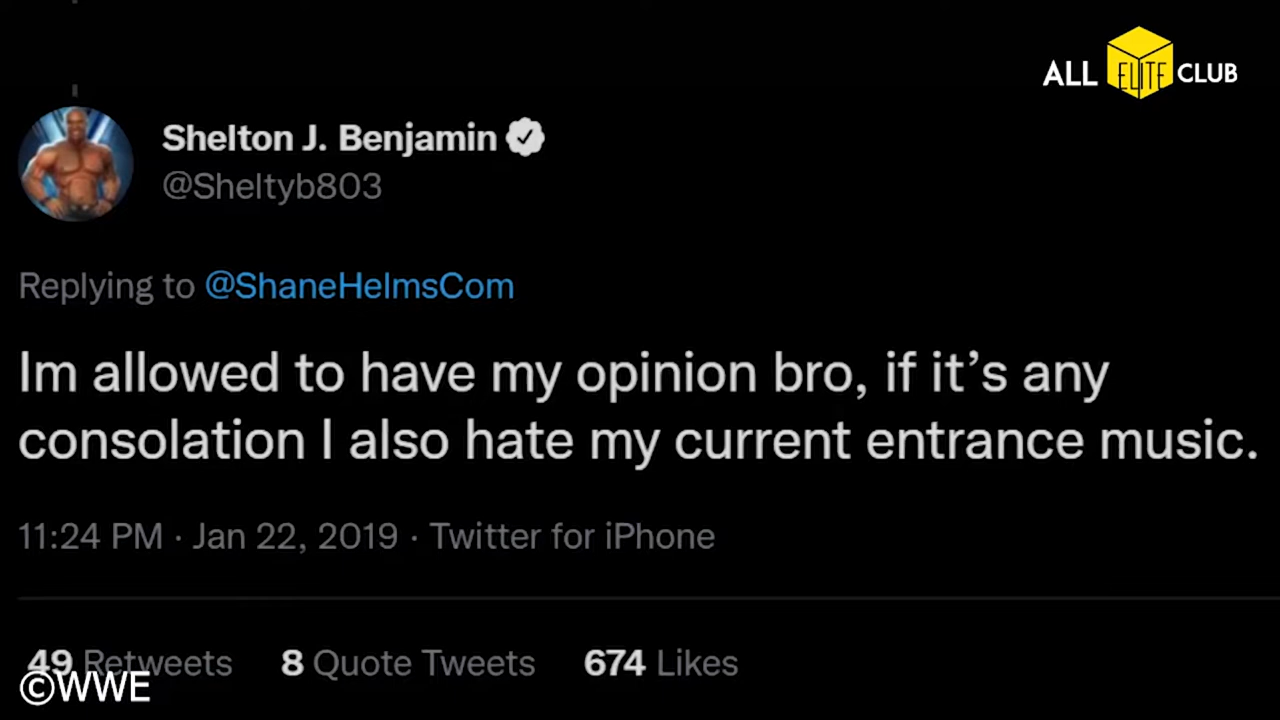 ALL ELITE CLUB
Shelton J. Benjamin
@Sheltyb803
Replying to @ShaneHelmsCom
Im allowed to have my opinion bro, if it’s any
consolation I also hate my current entrance music.
11:24 PM · Jan 22, 2019 · Twitter for iPhone
49 Retweets 8 Quote Tweets 674 Likes
©WWE